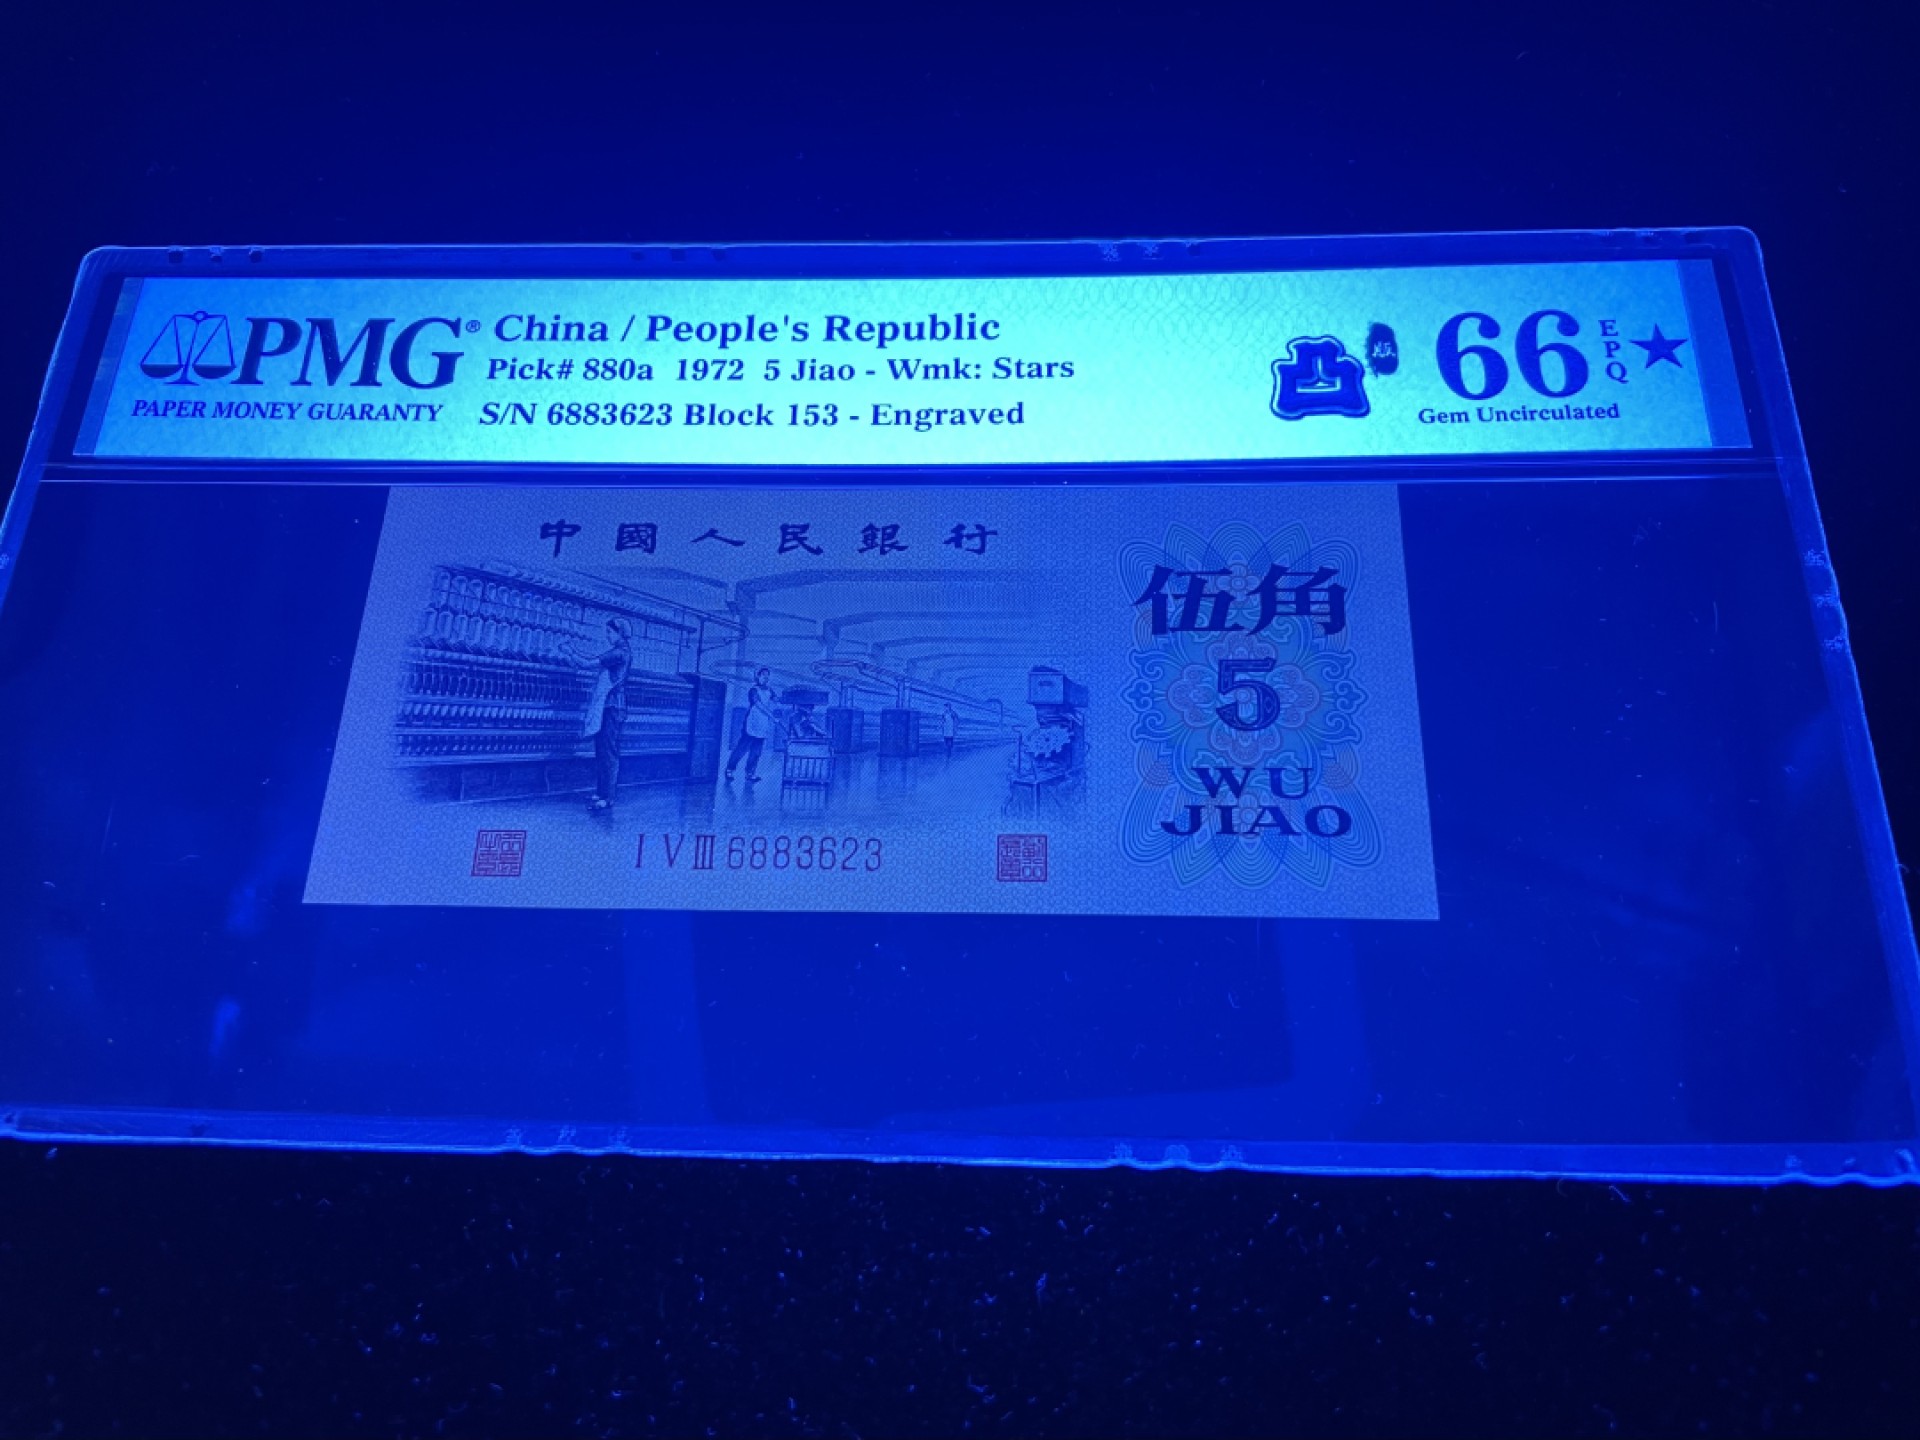 PMG®
PAPER MONEY GUARANTY
China / People's Republic
Pick# 880a 1972 5 Jiao - Wmk: Stars
S/N 6883623 Block 153 - Engraved
凸
版
66
EPQ
★
Gem Uncirculated
中國人民銀行
伍角
5
WU
JIAO
I V III 6883623